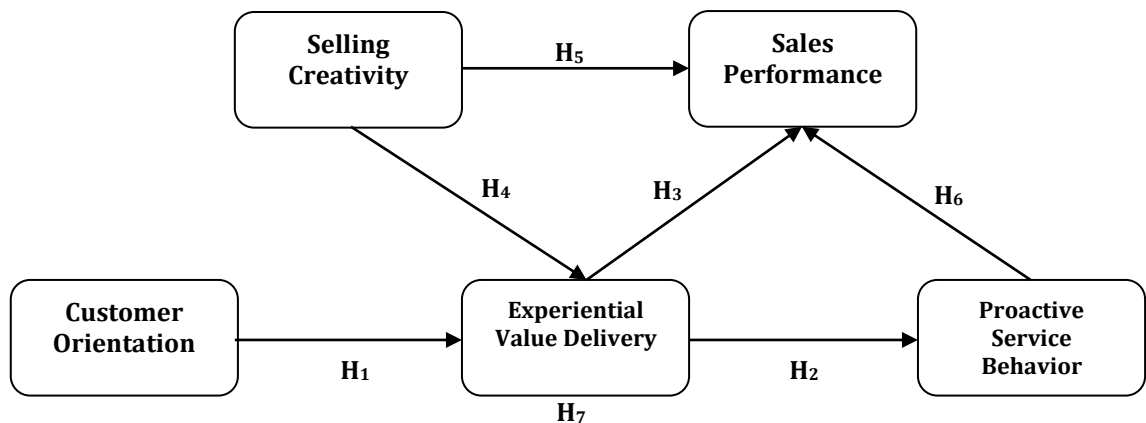 Selling
Creativity
H₅
Sales
Performance
H₄
H₃
H₆
Customer
Orientation
H₁
Experiential
Value Delivery
H₂
Proactive
Service
Behavior
H₇